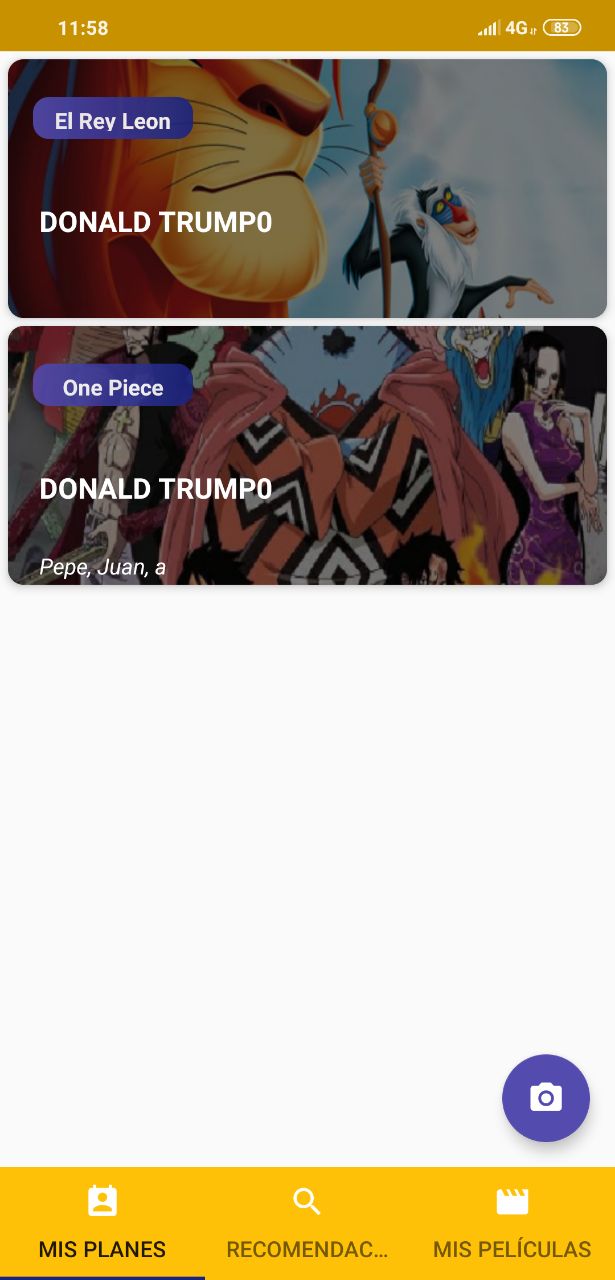 11:58
4G 83
El Rey Leon
DONALD TRUMP0
One Piece
DONALD TRUMP0
Pepe, Juan, a
MIS PLANES
RECOMENDAC...
MIS PELÍCULAS